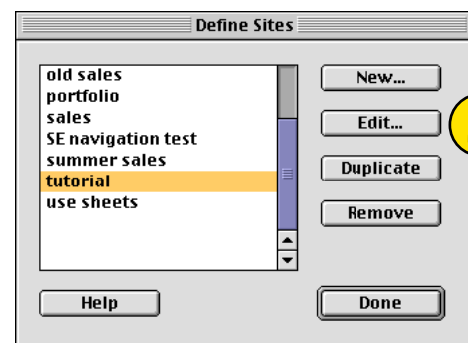 Define Sites
old sales
portfolio
sales
SE navigation test
summer sales
tutorial
use sheets
New...
Edit...
Duplicate
Remove
Help
Done